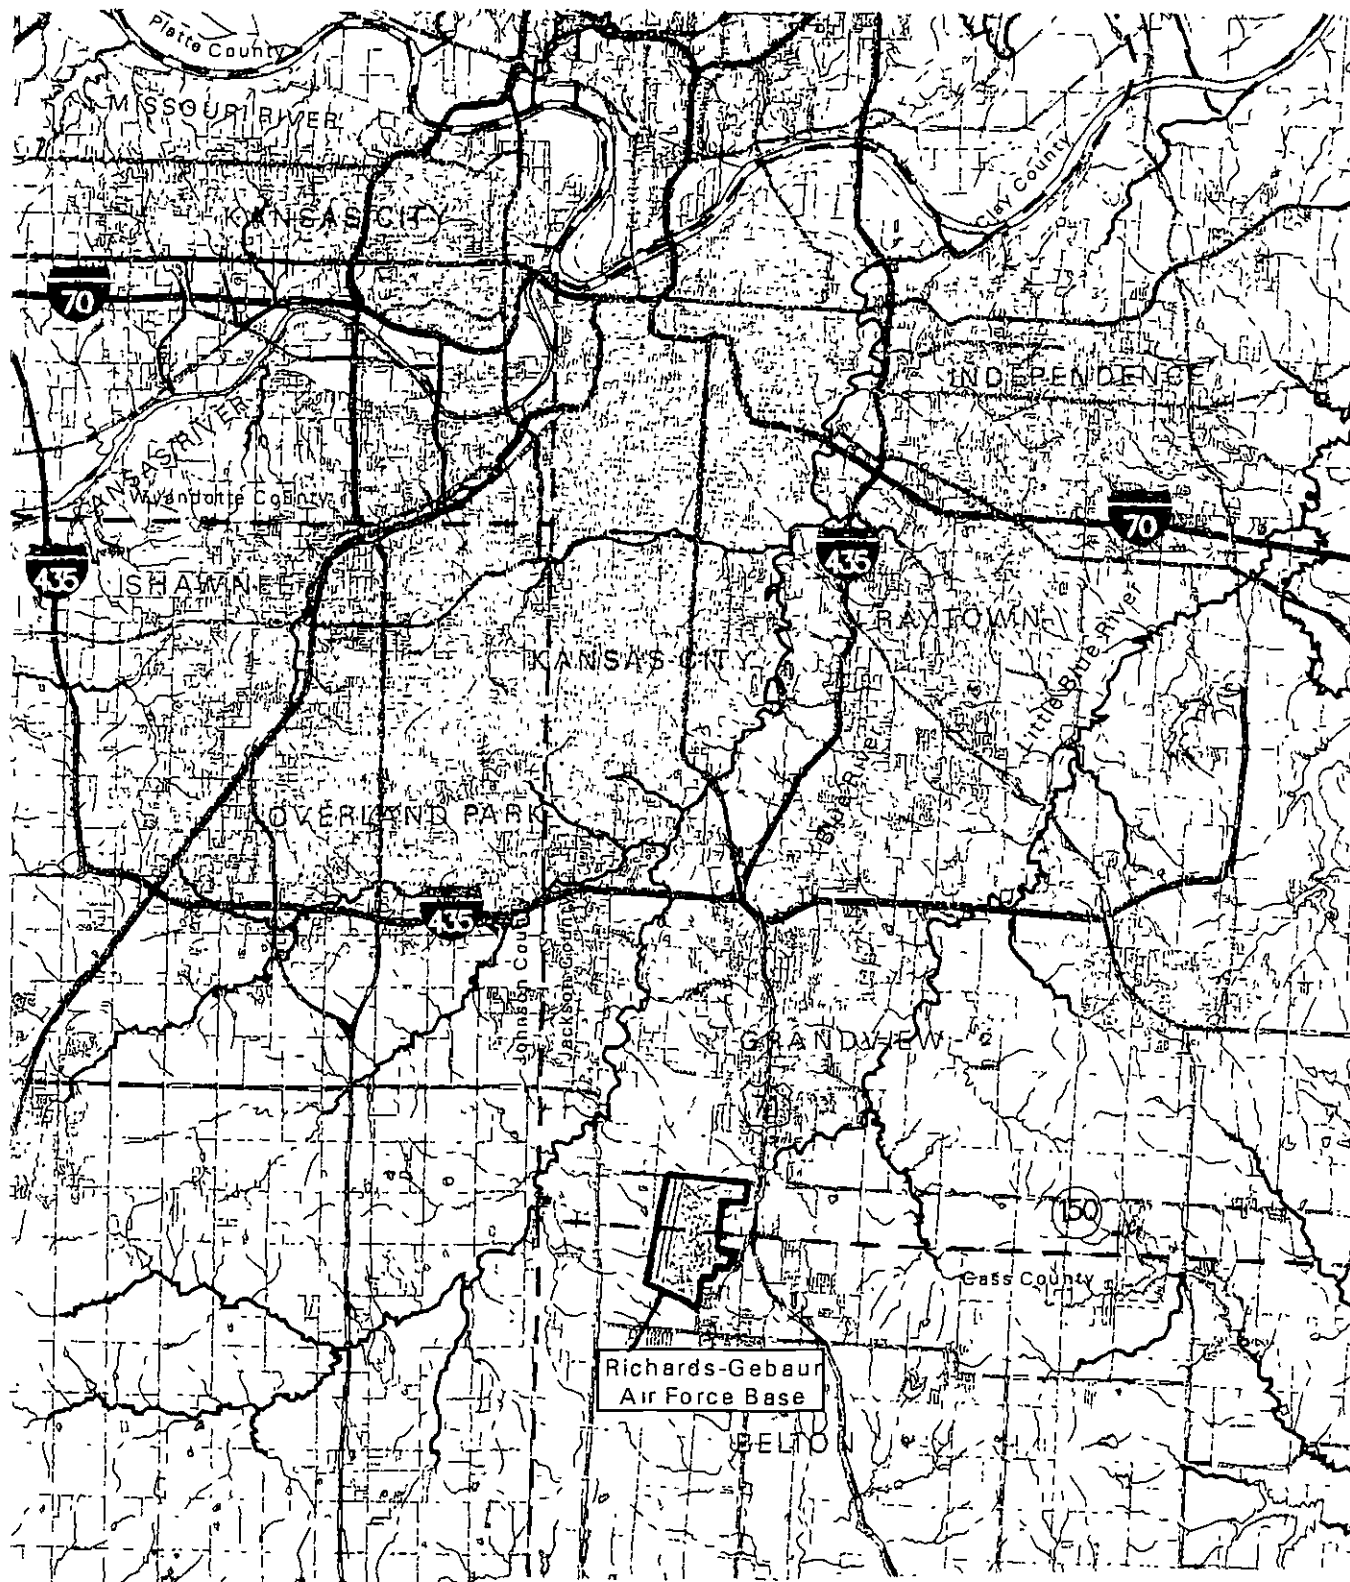 Platte County
MISSOURI RIVER
Clay County
KANSAS CITY
70
INDEPENDENCE
KANSAS RIVER
Wyandotte County
70
435
435
SHAWNEE
RAYTOWN
KANSAS CITY
Little Blue River
Blue River
OVERLAND PARK
435
Johnson County
Jackson County
GRANDVIEW
150
Cass County
Richards-Gebaur
Air Force Base
BELTON